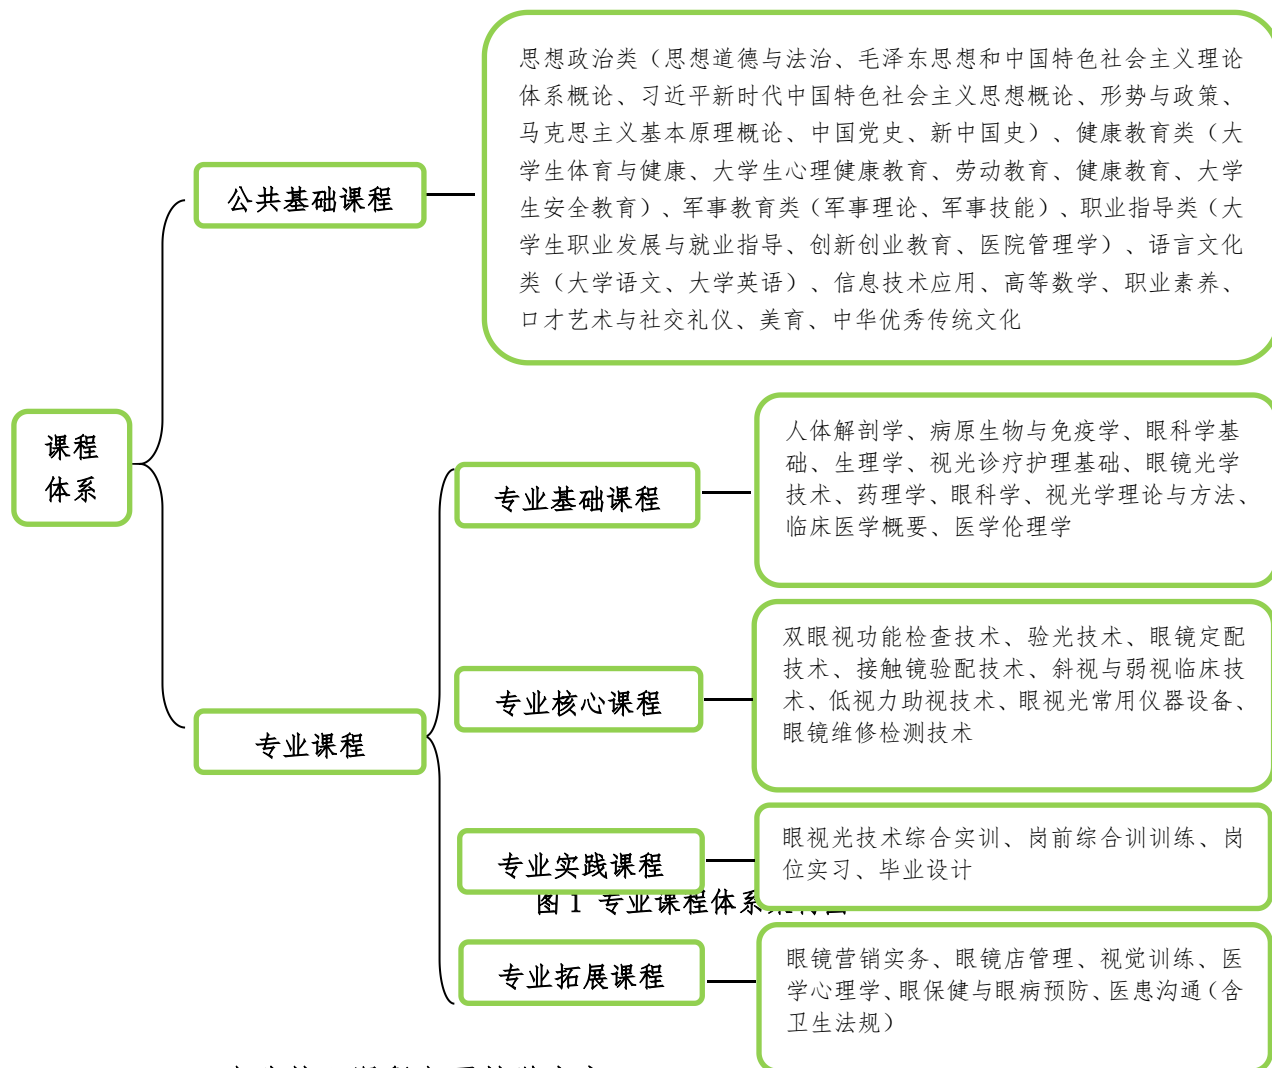 思想政治类（思想道德与法治、毛泽东思想和中国特色社会主义理论
体系概论、习近平新时代中国特色社会主义思想概论、形势与政策、
马克思主义基本原理概论、中国党史、新中国史）、健康教育类（大
学生体育与健康、大学生心理健康教育、劳动教育、健康教育、大学
生安全教育）、军事教育类（军事理论、军事技能）、职业指导类（大
学生职业发展与就业指导、创新创业教育、医院管理学）、语言文化
类（大学语文、大学英语）、信息技术应用、高等数学、职业素养、
口才艺术与社交礼仪、美育、中华优秀传统文化
公共基础课程
课程
体系
专业课程
专业基础课程
人体解剖学、病原生物与免疫学、眼科学基
础、生理学、视光诊疗护理基础、眼镜光学
技术、药理学、眼科学、视光学理论与方法、
临床医学概要、医学伦理学
专业核心课程
双眼视功能检查技术、验光技术、眼镜定配
技术、接触镜验配技术、斜视与弱视临床技
术、低视力助视技术、眼视光常用仪器设备、
眼镜维修检测技术
专业实践课程
眼视光技术综合实训、岗前综合训训练、岗
位实习、毕业设计
图 1 专业课程体系
专业拓展课程
眼镜营销实务、眼镜店管理、视觉训练、医
学心理学、眼保健与眼病预防、医患沟通（含
卫生法规）